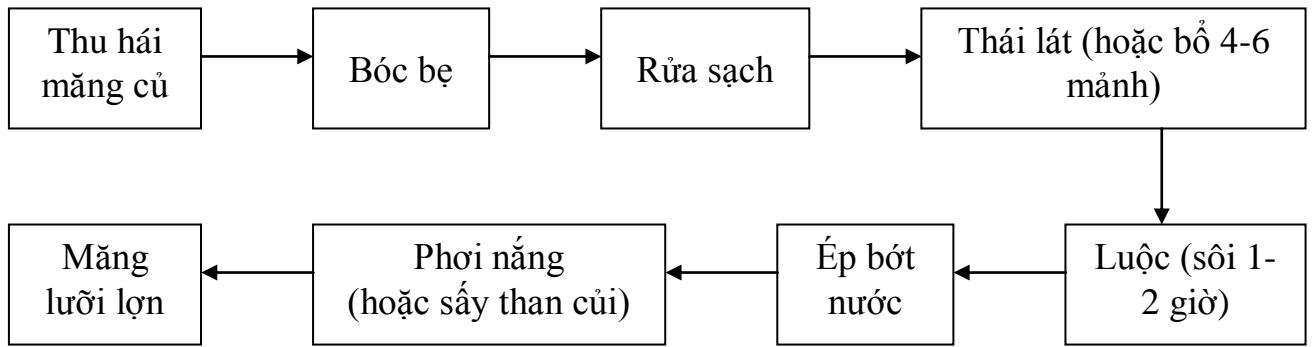 Thu hái
măng củ
Bóc bẹ
Rửa sạch
Thái lát (hoặc bổ 4-6
mảnh)
Luộc (sôi 1-
2 giờ)
Ép bớt
nước
Phơi nắng
(hoặc sấy than củi)
Măng
lưỡi lợn